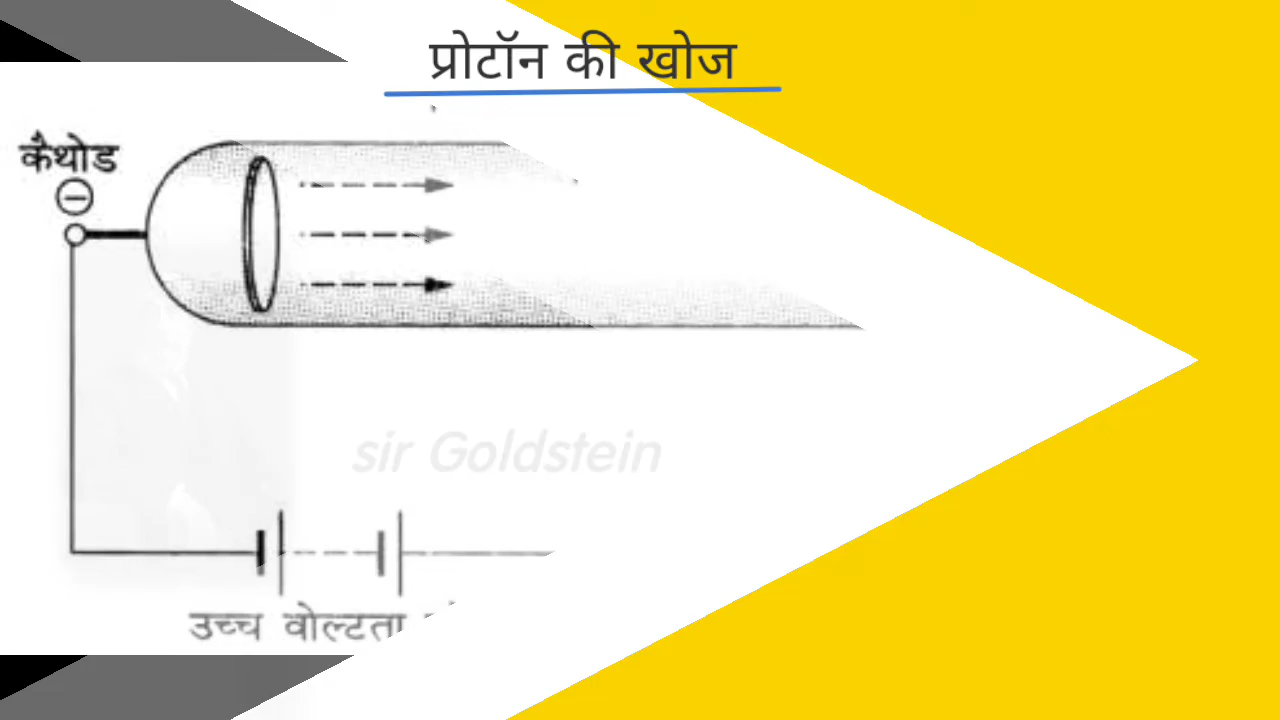 प्रोटॉन की खोज
कैथोड
sir Goldstein
उच्च वोल्टता